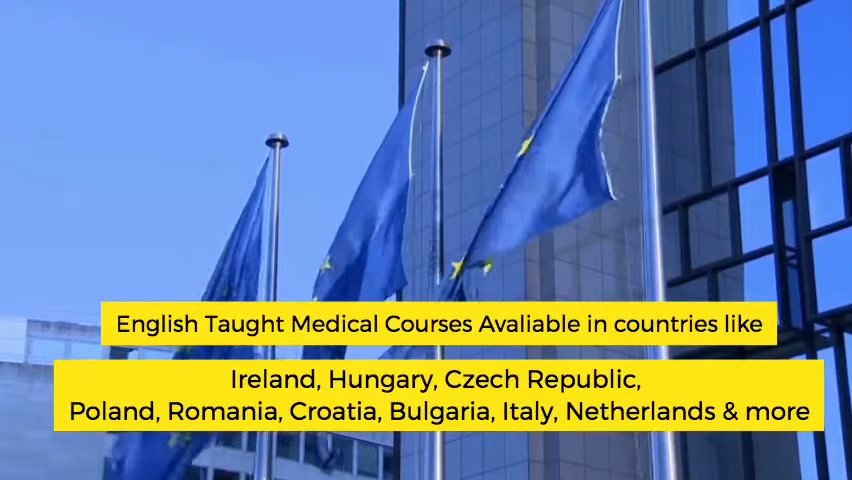 English Taught Medical Courses Avaliable in countries like
Ireland, Hungary, Czech Republic,
Poland, Romania, Croatia, Bulgaria, Italy, Netherlands & more